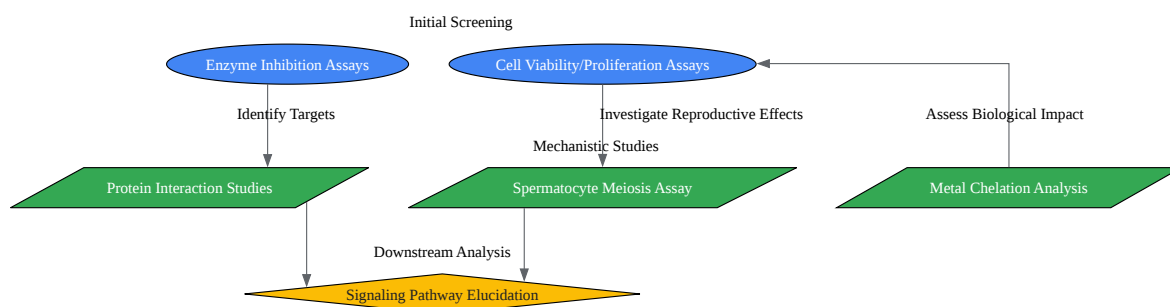 Initial Screening
Enzyme Inhibition Assays
Cell Viability/Proliferation Assays
Identify Targets
Investigate Reproductive Effects
Assess Biological Impact
Mechanistic Studies
Protein Interaction Studies
Spermatocyte Meiosis Assay
Metal Chelation Analysis
Downstream Analysis
Signaling Pathway Elucidation